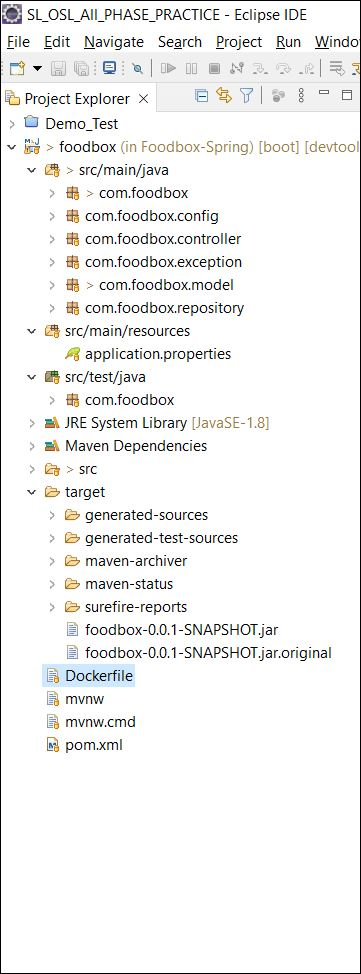 SL_OSL_All_PHASE_PRACTICE - Eclipse IDE
File Edit Navigate Search Project Run Windo
Project Explorer
Demo_Test
> foodbox (in Foodbox-Spring) [boot] [devtool
> src/main/java
> com.foodbox
com.foodbox.config
com.foodbox.controller
com.foodbox.exception
> com.foodbox.model
com.foodbox.repository
src/main/resources
application.properties
src/test/java
com.foodbox
JRE System Library [JavaSE-1.8]
Maven Dependencies
> src
target
generated-sources
generated-test-sources
maven-archiver
maven-status
surefire-reports
foodbox-0.0.1-SNAPSHOT.jar
foodbox-0.0.1-SNAPSHOT.jar.original
Dockerfile
mvnw
mvnw.cmd
pom.xml